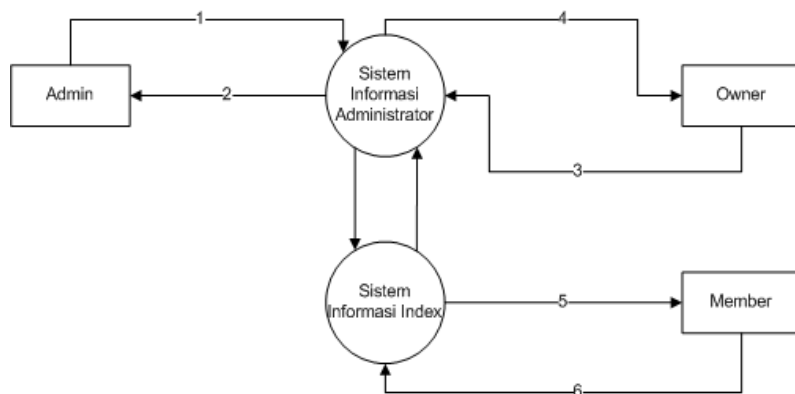 1
4
Admin
2
Sistem
Informasi
Administrator
Owner
3
Sistem
Informasi Index
5
Member
6